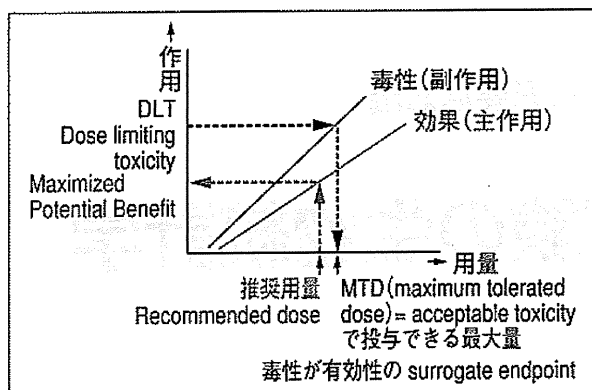 作
用
毒性(副作用)
DLT
Dose limiting
toxicity
効果(主作用)
Maximized
Potential Benefit
用量
推奨用量
Recommended dose
MTD(maximum tolerated
dose)= acceptable toxicity
で投与できる最大量
毒性が有効性の surrogate endpoint